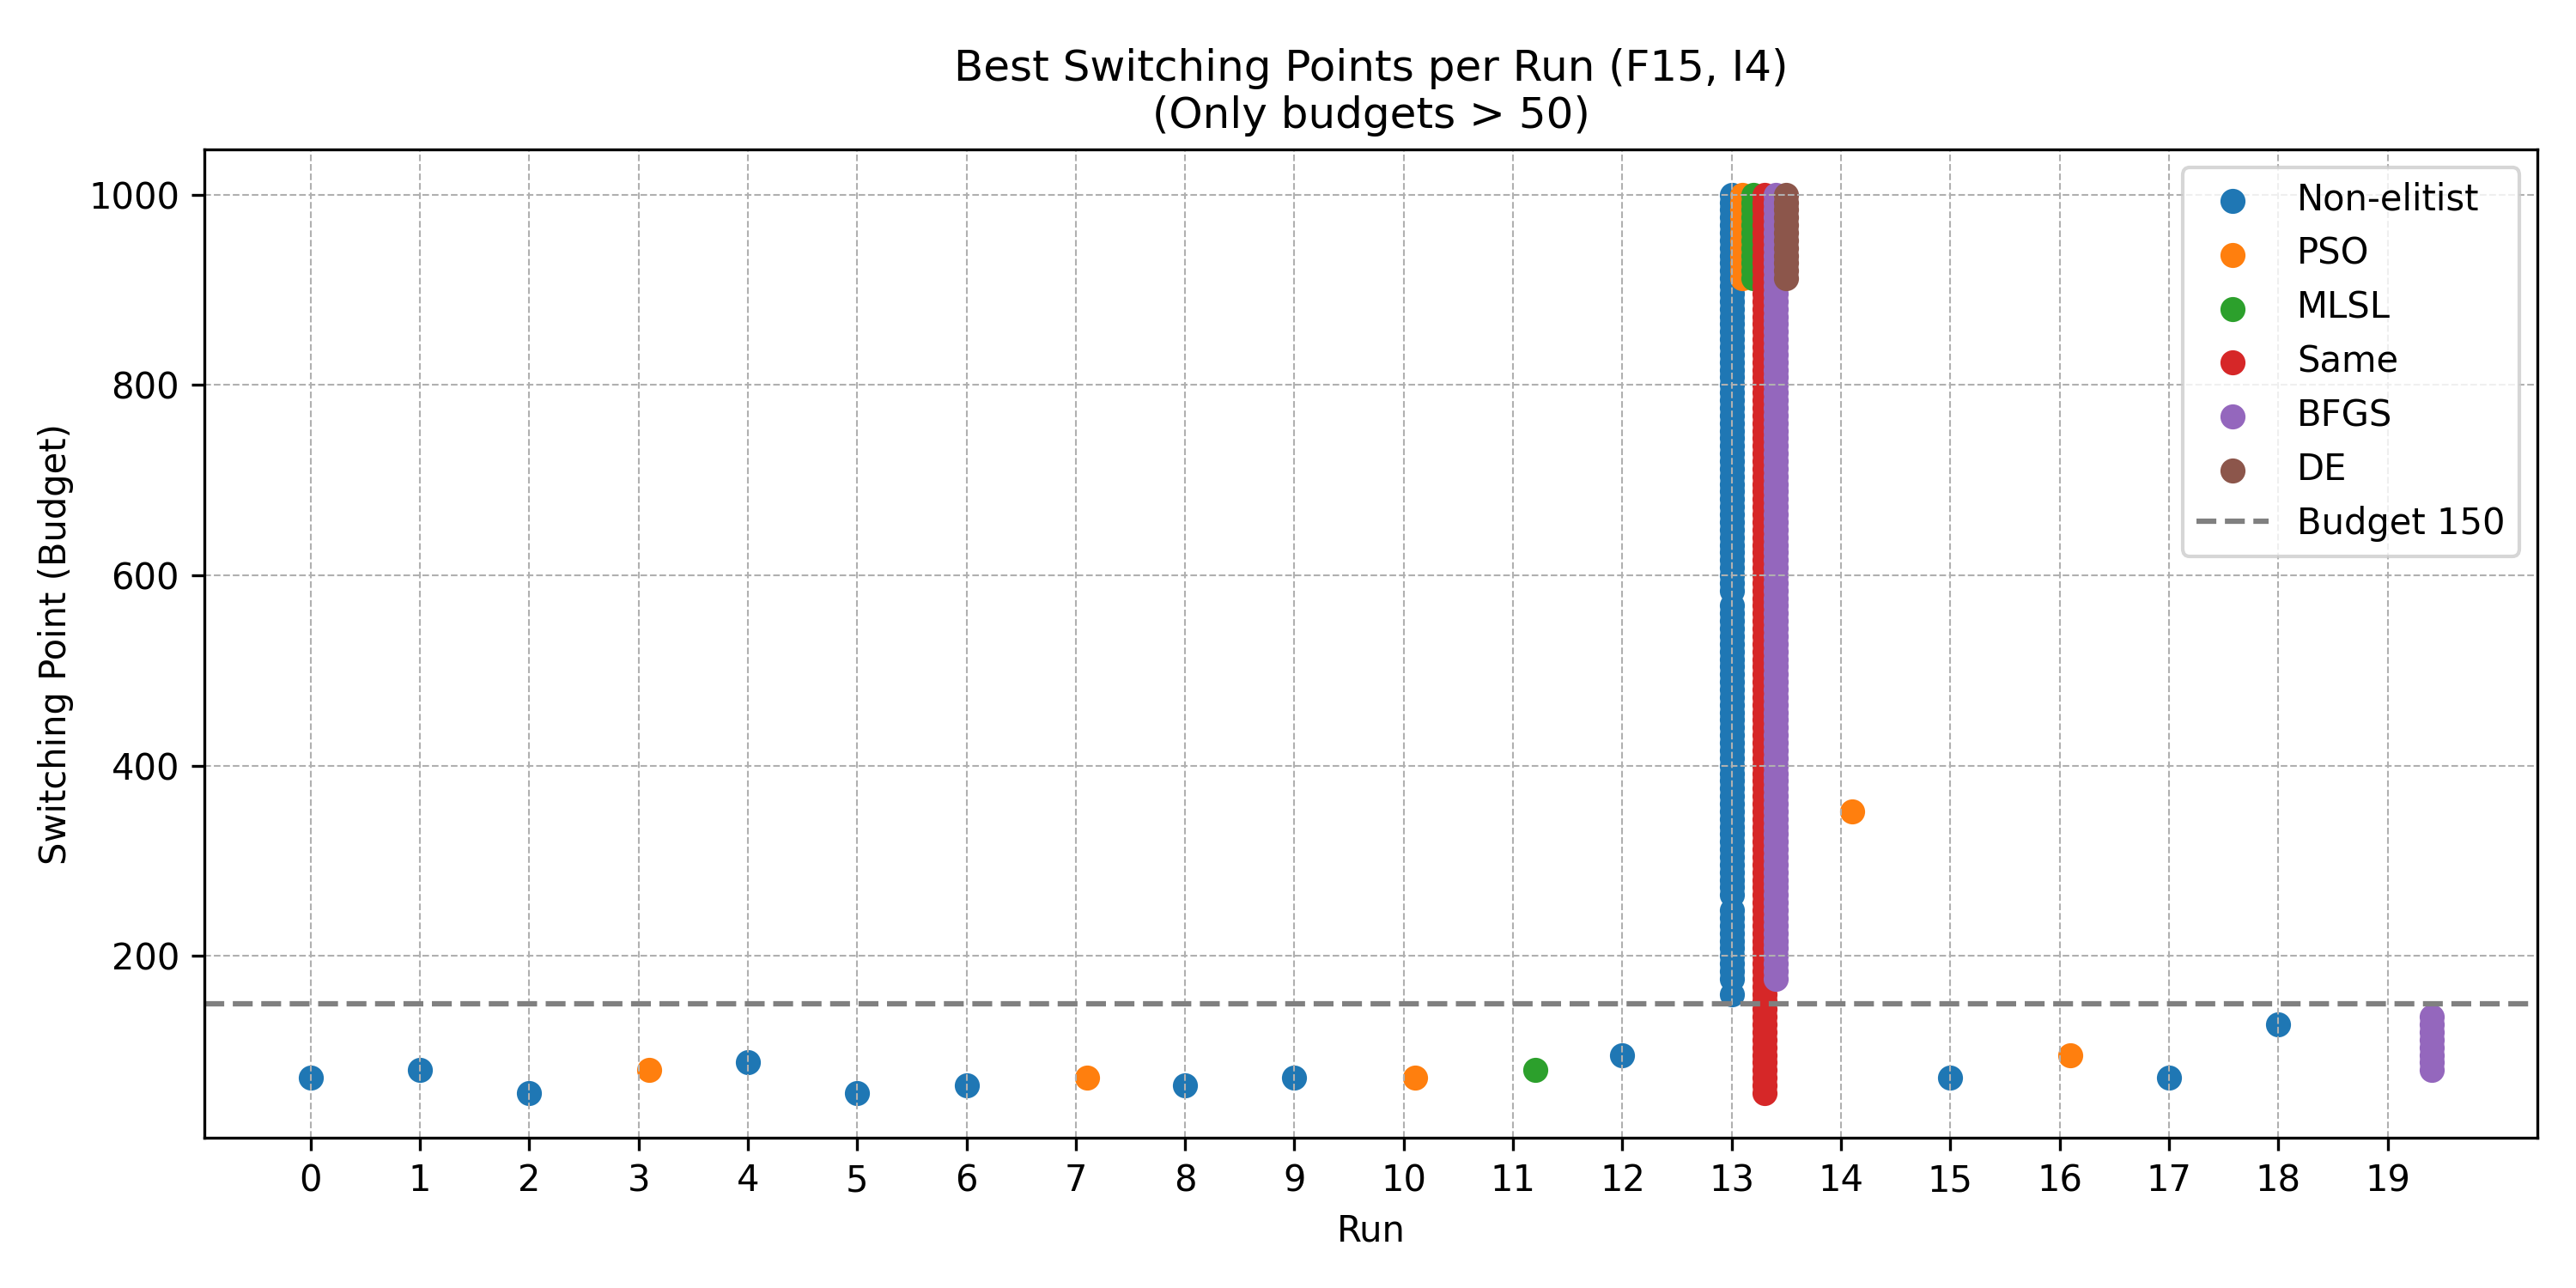 Best Switching Points per Run (F15, I4)
(Only budgets > 50)
Switching Point (Budget)
1000
800
600
400
200
Non-elitist
PSO
MLSL
Same
BFGS
DE
Budget 150
0 1 2 3 4 5 6 7 8 9 10 11 12 13 14 15 16 17 18 19
Run